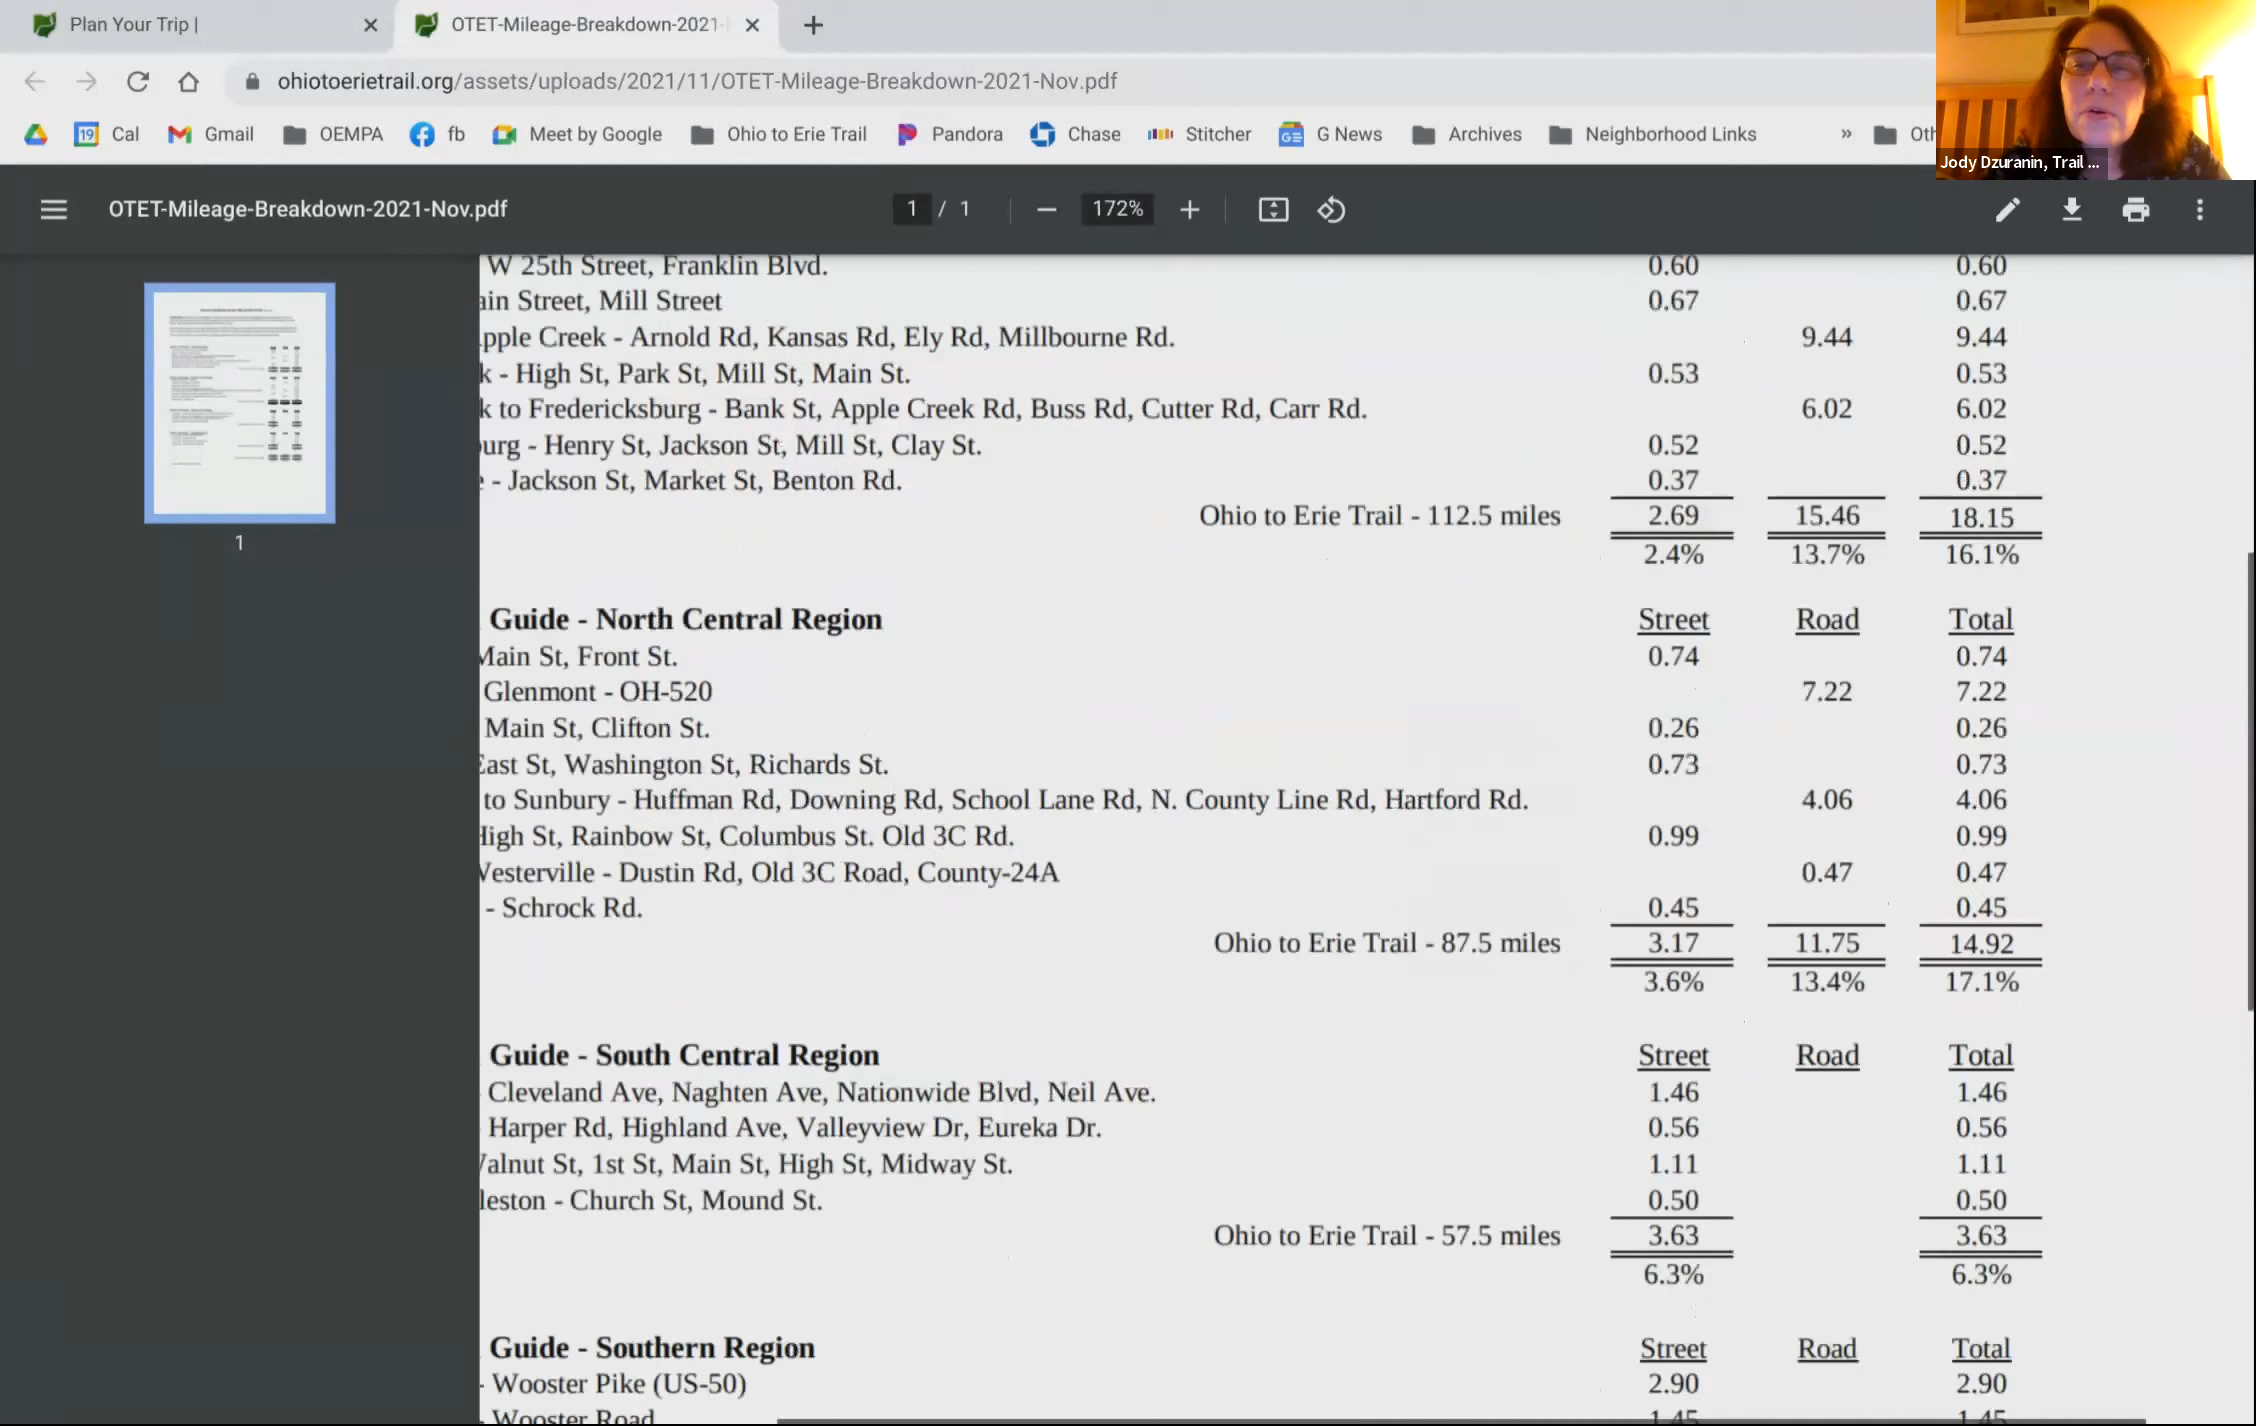 Plan Your Trip |
OTET-Mileage-Breakdown-2021-
ohiotoerietrail.org/assets/uploads/2021/11/OTET-Mileage-Breakdown-2021-Nov.pdf
19 Cal Gmail OEMPA fb Meet by Google Ohio to Erie Trail Pandora Chase Stitcher GE G News Archives Neighborhood Links » Oth
Jody Dzuranin, Trail ...
OTET-Mileage-Breakdown-2021-Nov.pdf 1 / 1 172%
1
W 25th Street, Franklin Blvd. 0.60 0.60
ain Street, Mill Street 0.67 0.67
pple Creek - Arnold Rd, Kansas Rd, Ely Rd, Millbourne Rd. 9.44 9.44
k - High St, Park St, Mill St, Main St. 0.53 0.53
k to Fredericksburg - Bank St, Apple Creek Rd, Buss Rd, Cutter Rd, Carr Rd. 6.02 6.02
urg - Henry St, Jackson St, Mill St, Clay St. 0.52 0.52
e - Jackson St, Market St, Benton Rd. 0.37 0.37
Ohio to Erie Trail - 112.5 miles 2.69 15.46 18.15
2.4% 13.7% 16.1%
Guide - North Central Region Street Road Total
Main St, Front St. 0.74 0.74
Glenmont - OH-520 7.22 7.22
Main St, Clifton St. 0.26 0.26
East St, Washington St, Richards St. 0.73 0.73
to Sunbury - Huffman Rd, Downing Rd, School Lane Rd, N. County Line Rd, Hartford Rd. 4.06 4.06
High St, Rainbow St, Columbus St. Old 3C Rd. 0.99 0.99
Westerville - Dustin Rd, Old 3C Road, County-24A 0.47 0.47
- Schrock Rd. 0.45 0.45
Ohio to Erie Trail - 87.5 miles 3.17 11.75 14.92
3.6% 13.4% 17.1%
Guide - South Central Region Street Road Total
Cleveland Ave, Naghten Ave, Nationwide Blvd, Neil Ave. 1.46 1.46
Harper Rd, Highland Ave, Valleyview Dr, Eureka Dr. 0.56 0.56
Valnut St, 1st St, Main St, High St, Midway St. 1.11 1.11
leston - Church St, Mound St. 0.50 0.50
Ohio to Erie Trail - 57.5 miles 3.63 3.63
6.3% 6.3%
Guide - Southern Region Street Road Total
- Wooster Pike (US-50) 2.90 2.90
- Wooster Road 1.45 1.45